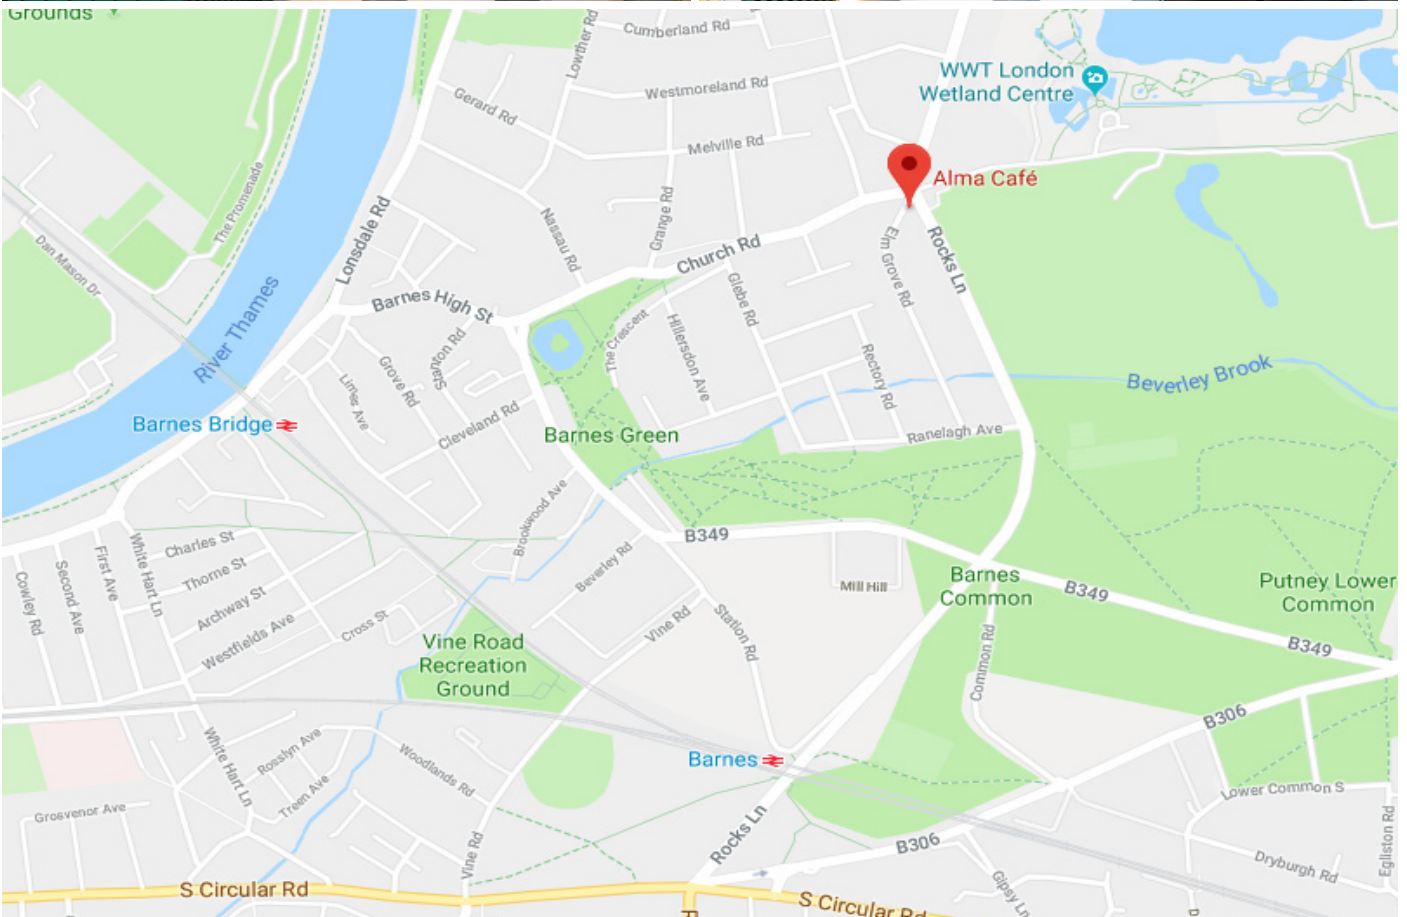 Grounds
Cumberland Rd
Lowther Rd
WWT London
Wetland Centre
Westmoreland Rd
Gerard Rd
Melville Rd
Alma Café
The Promenade
Lonsdale Rd
Nassau Rd
Grange Rd
Church Rd
Elm Grove Rd
Rocks Ln
Dan Mason Dr
River Thames
Barnes High St
Glebe Rd
The Crescent
Hillersdon Ave
Rectory Rd
Beverley Brook
Limes Ave
Grove Rd
Barnes Bridge
Cleveland Rd
Barnes Green
Ranelagh Ave
Brookwood Ave
B349
Charles St
White Hart Ln
First Ave
Second Ave
Cowley Rd
Thorne St
Archway St
Westfields Ave
Cross St
Beverley Rd
Mill Hill
Barnes
Common
B349
Putney Lower
Common
Vine Rd
Station Rd
Vine Road
Recreation
Ground
Common Rd
B349
B306
White Hart Ln
Rosslyn Ave
Treen Ave
Woodlands Rd
Barnes
Grosvenor Ave
Vine Rd
Rocks Ln
B306
Lower Common S
Egliston Rd
Dryburgh Rd
Gipsy Ln
S Circular Rd
S Circular Rd